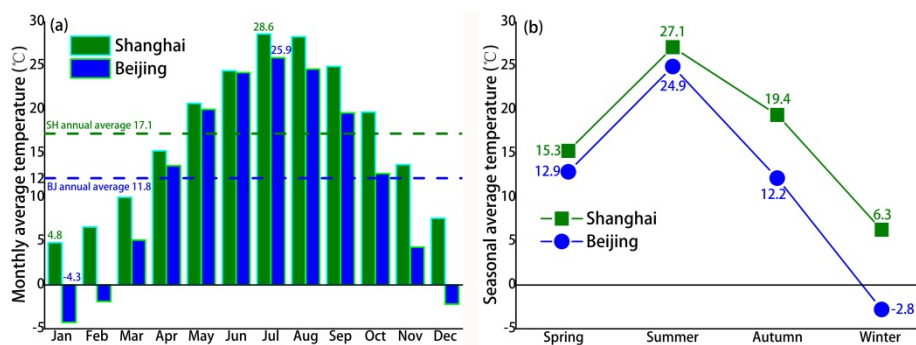 (a)
Monthly average temperature (℃)
30
25
20
15
12
10
5
0
-5
Shanghai
Beijing
28.6
25.9
SH annual average 17.1
BJ annual average 11.8
4.8
-4.3
Jan Feb Mar Apr May Jun Jul Aug Sep Oct Nov Dec
(b)
Seasonal average temperature (℃)
30
25
20
15
10
5
0
-5
27.1
24.9
19.4
15.3
12.9
12.2
6.3
-2.8
Shanghai
Beijing
Spring Summer Autumn Winter